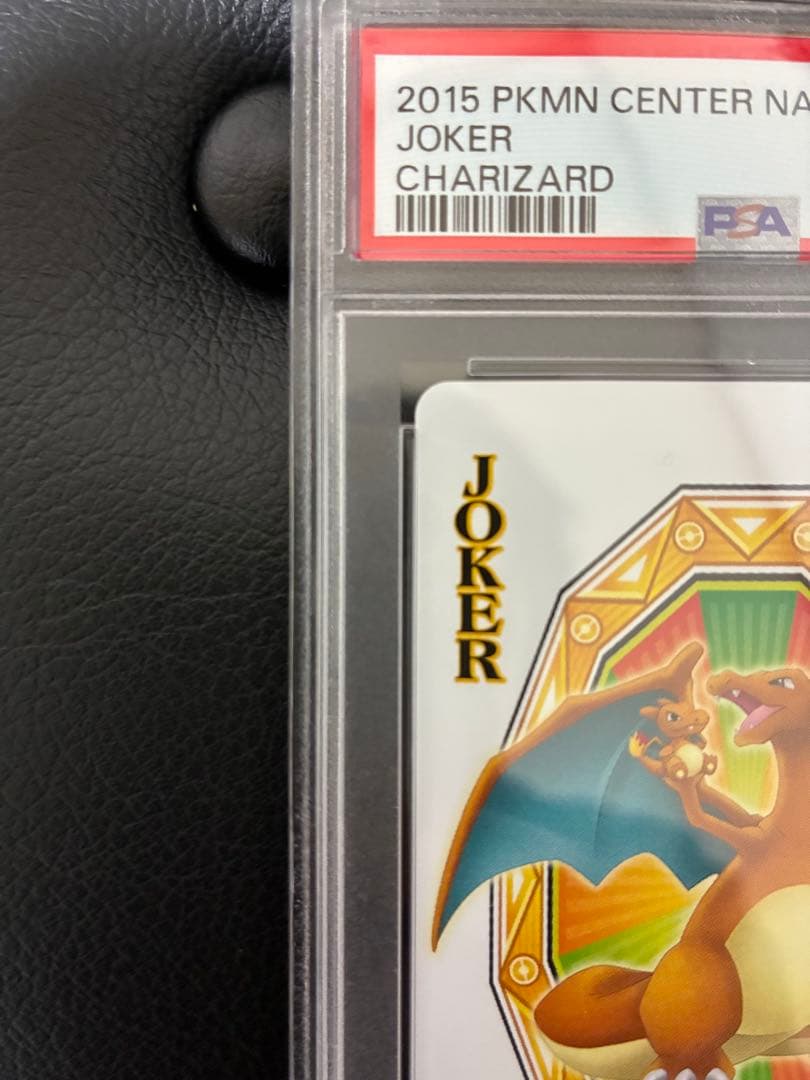 2015 PKMN CENTER NA
JOKER
CHARIZARD
PSA
JOKER